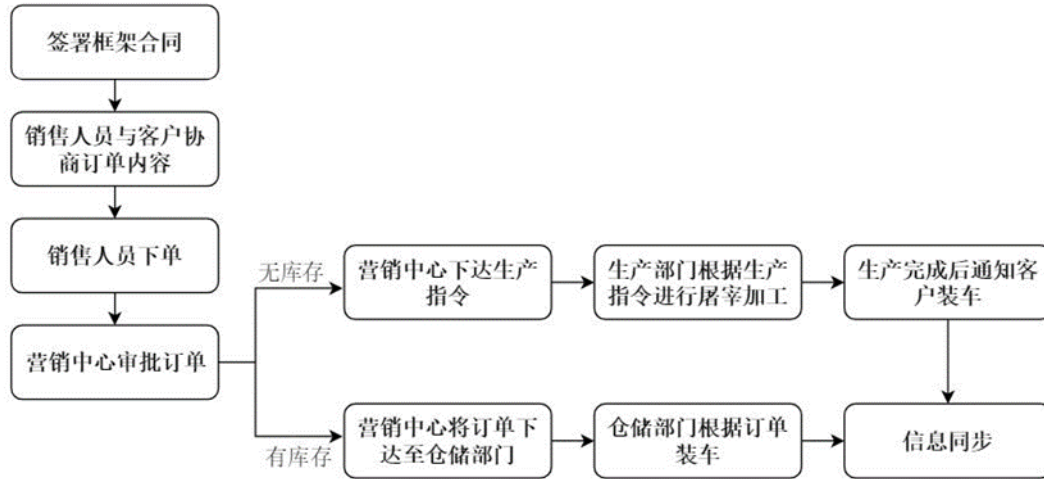 签署框架合同
销售人员与客户协
商订单内容
销售人员下单
营销中心审批订单
无库存
营销中心下达生产
指令
生产部门根据生产
指令进行屠宰加工
生产完成后通知客
户装车
有库存
营销中心将订单下
达至仓储部门
仓储部门根据订单
装车
信息同步